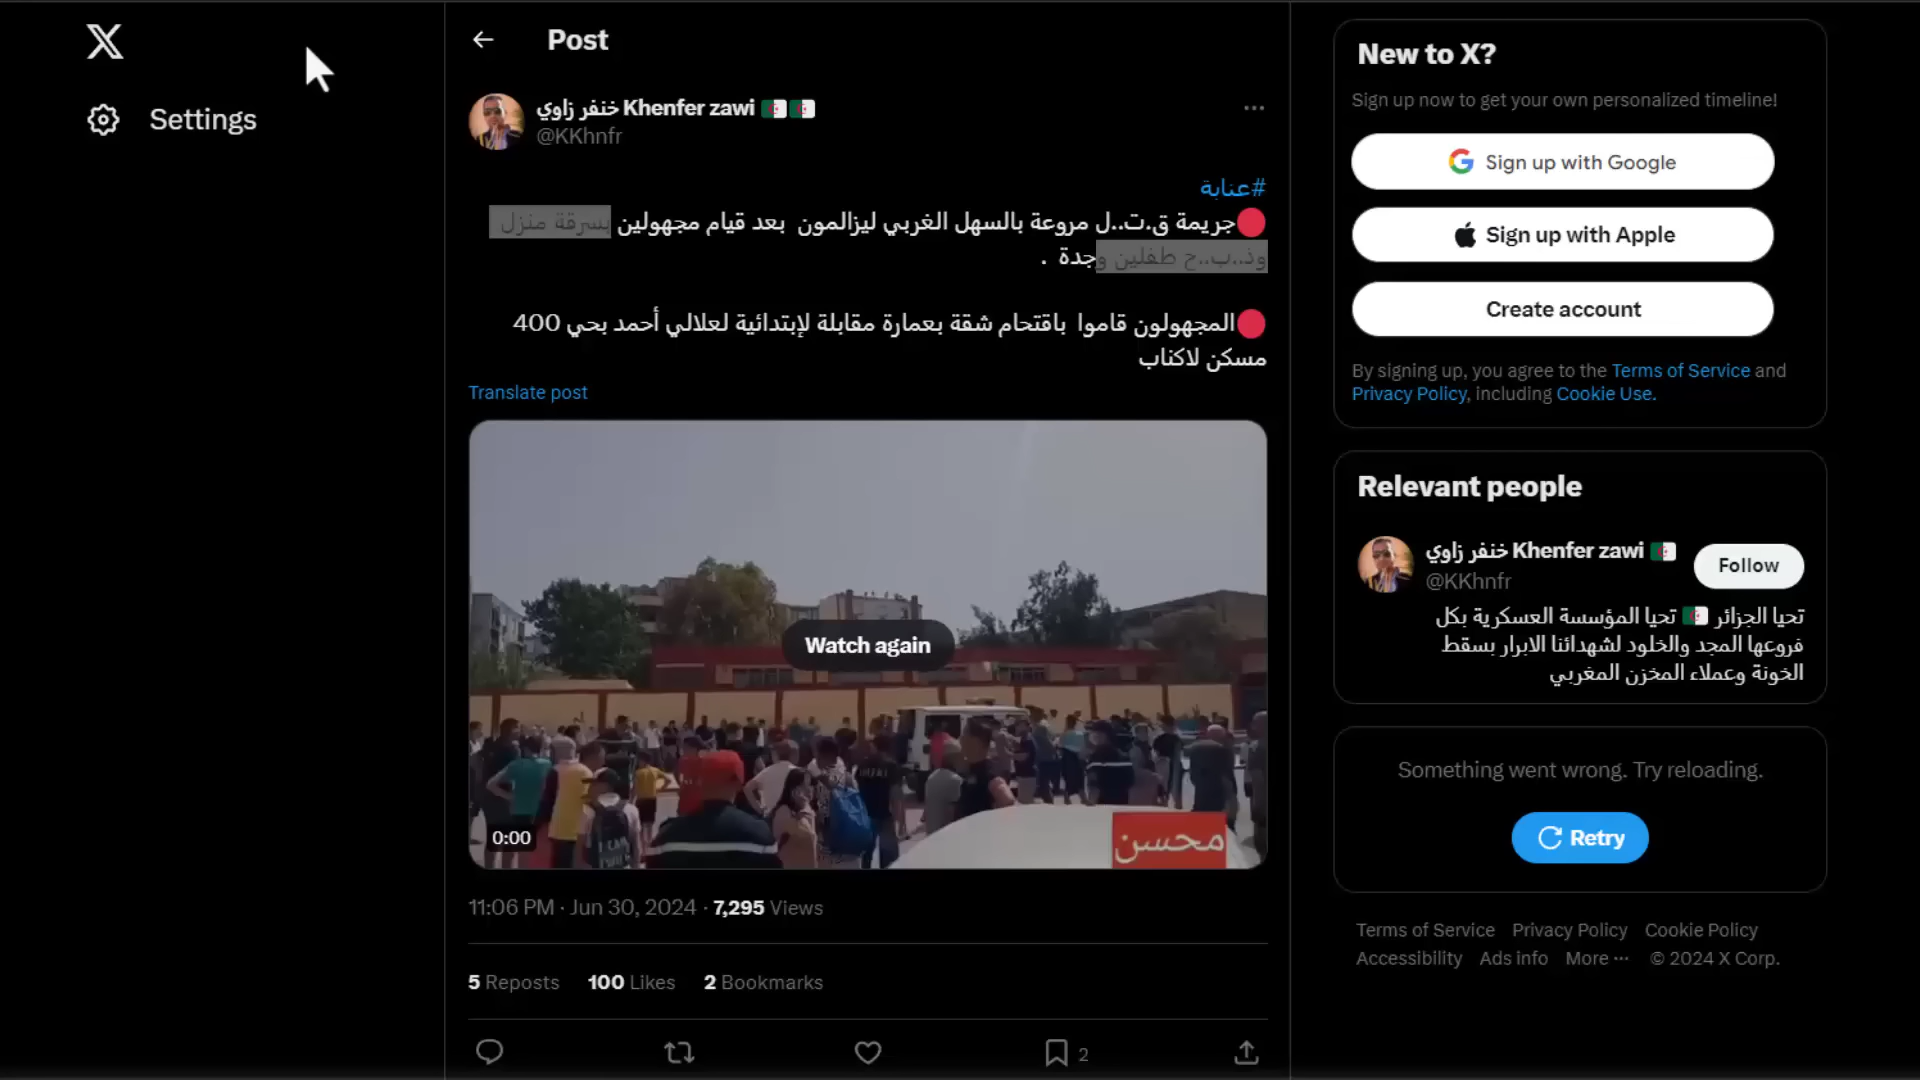 Settings
Post
خنفر زاوي Khenfer zawi
@KKhnfr
#عنابة
جريمة ق.ت..ل مروعة بالسهل الغربي ليزالمون بعد قيام مجهولين بسرقة منزل
وذ..ب..ح طفلين وجدة .
المجهولون قاموا باقتحام شقة بعمارة مقابلة لإبتدائية لعلالي أحمد بحي 400
مسكن لاكناب
Translate post
Watch again
محسن
0:00
11:06 PM · Jun 30, 2024 · 7,295 Views
5 Reposts 100 Likes 2 Bookmarks
2
New to X?
Sign up now to get your own personalized timeline!
Sign up with Google
Sign up with Apple
Create account
By signing up, you agree to the Terms of Service and
Privacy Policy, including Cookie Use.
Relevant people
خنفر زاوي Khenfer zawi
@KKhnfr
Follow
تحيا الجزائر تحيا المؤسسة العسكرية بكل
فروعها المجد والخلود لشهدائنا الابرار بسقط
الخونة وعملاء المخزن المغربي
Something went wrong. Try reloading.
Retry
Terms of Service Privacy Policy Cookie Policy
Accessibility Ads info More ··· © 2024 X Corp.